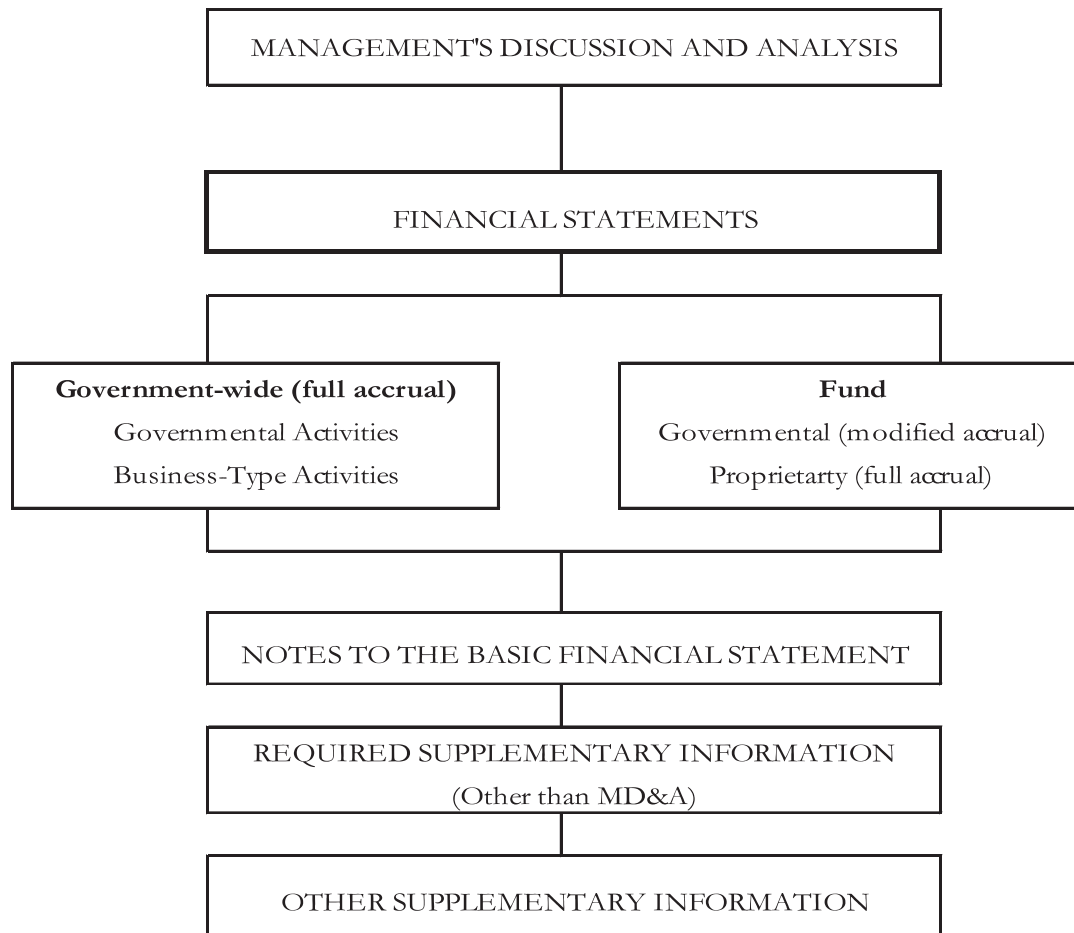 MANAGEMENT'S DISCUSSION AND ANALYSIS
FINANCIAL STATEMENTS
Government-wide (full accrual)
Governmental Activities
Business-Type Activities
Fund
Governmental (modified accrual)
Proprietarty (full accrual)
NOTES TO THE BASIC FINANCIAL STATEMENT
REQUIRED SUPPLEMENTARY INFORMATION
(Other than MD&A)
OTHER SUPPLEMENTARY INFORMATION